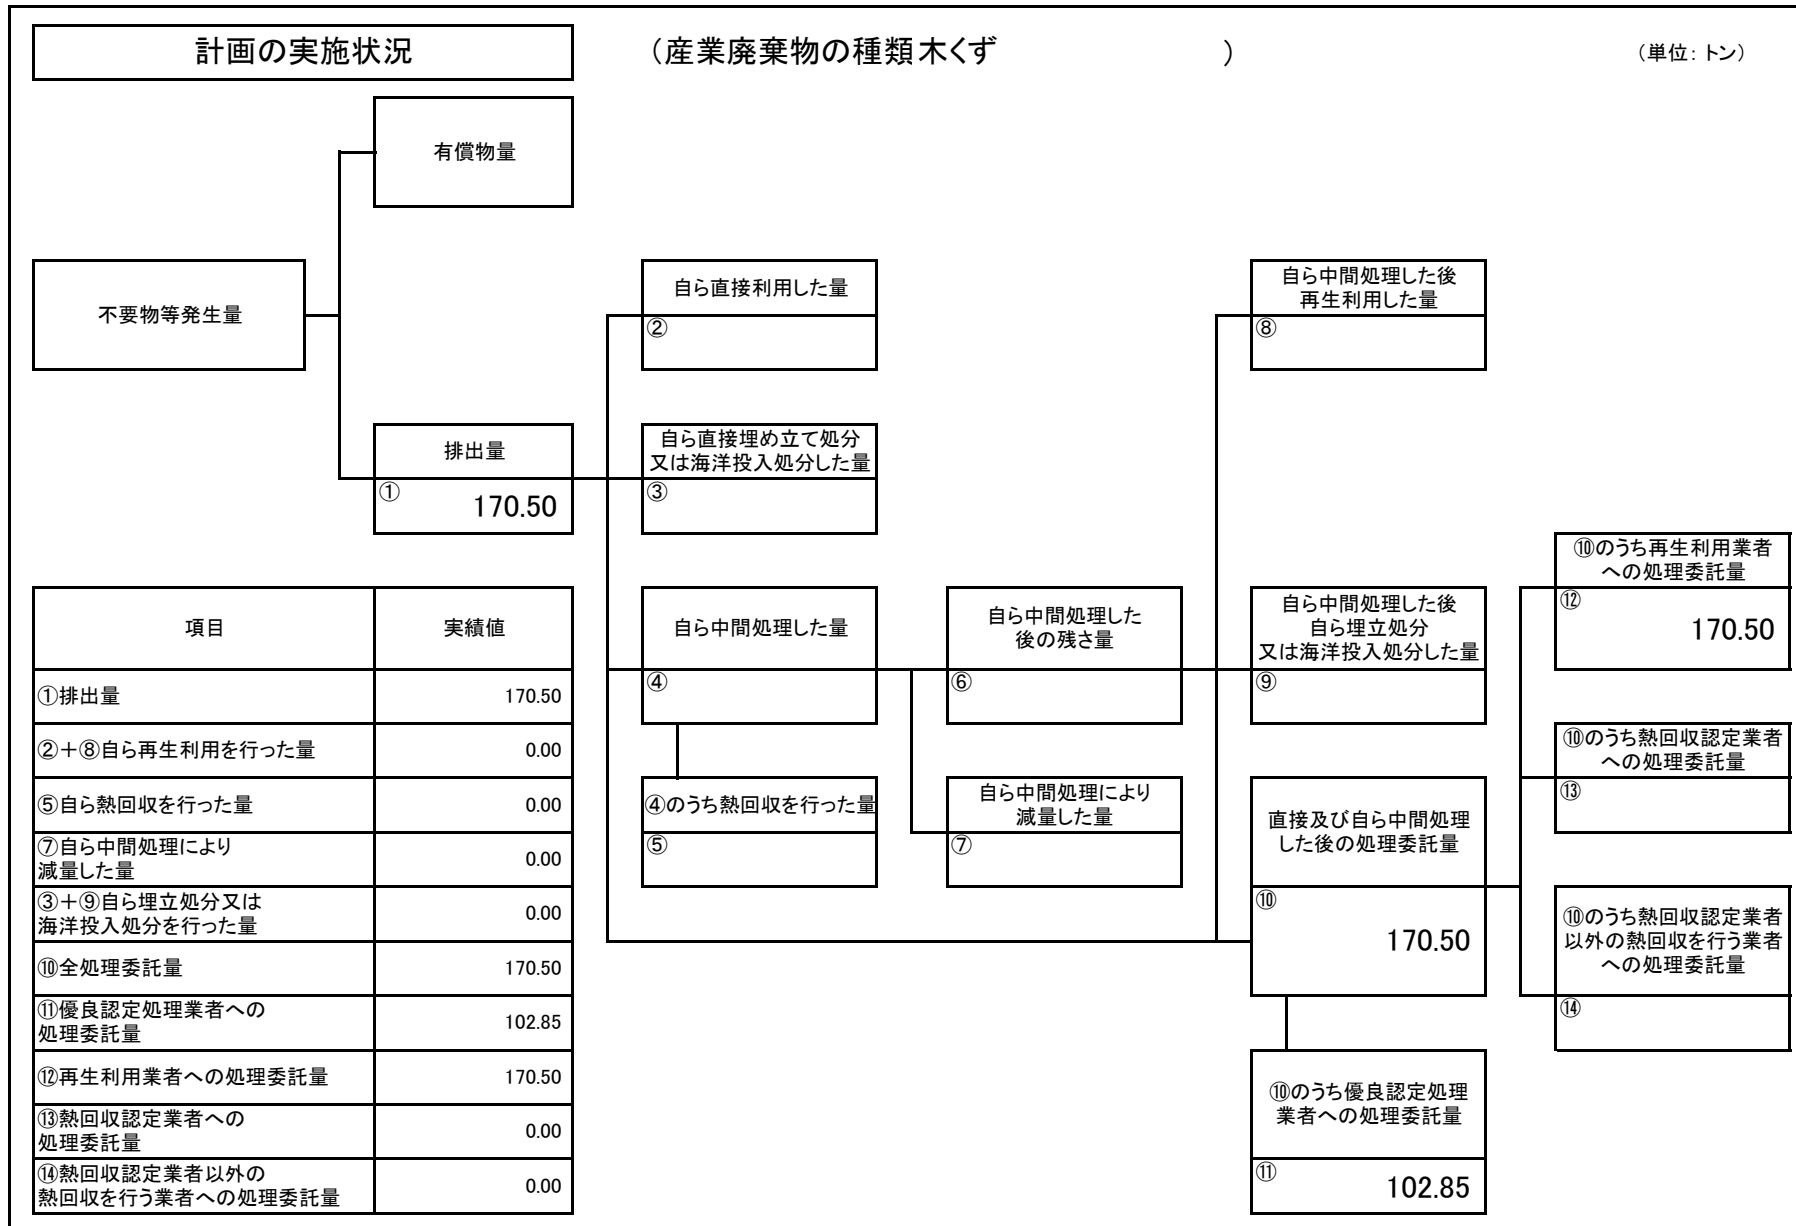 計画の実施状況
（産業廃棄物の種類木くず　　　　　　　　）
（単位：トン）
有償物量
不要物等発生量
自ら直接利用した量
②
自ら中間処理した後
再生利用した量
⑧
排出量
① 170.50
自ら直接埋め立て処分
又は海洋投入処分した量
③
⑩のうち再生利用業者
への処理委託量
⑫
170.50
自ら中間処理した量
④
自ら中間処理した
後の残さ量
⑥
自ら中間処理した後
自ら埋立処分
又は海洋投入処分した量
⑨
⑩のうち熱回収認定業者
への処理委託量
⑬
④のうち熱回収を行った量
⑤
自ら中間処理により
減量した量
⑦
直接及び自ら中間処理
した後の処理委託量
⑩
170.50
⑩のうち熱回収認定業者
以外の熱回収を行う業者
への処理委託量
⑭
⑩のうち優良認定処理
業者への処理委託量
⑪
102.85
項目 実績値
①排出量 170.50
②＋⑧自ら再生利用を行った量 0.00
⑤自ら熱回収を行った量 0.00
⑦自ら中間処理により
減量した量 0.00
③＋⑨自ら埋立処分又は
海洋投入処分を行った量 0.00
⑩全処理委託量 170.50
⑪優良認定処理業者への
処理委託量 102.85
⑫再生利用業者への処理委託量 170.50
⑬熱回収認定業者への
処理委託量 0.00
⑭熱回収認定業者以外の
熱回収を行う業者への処理委託量 0.00